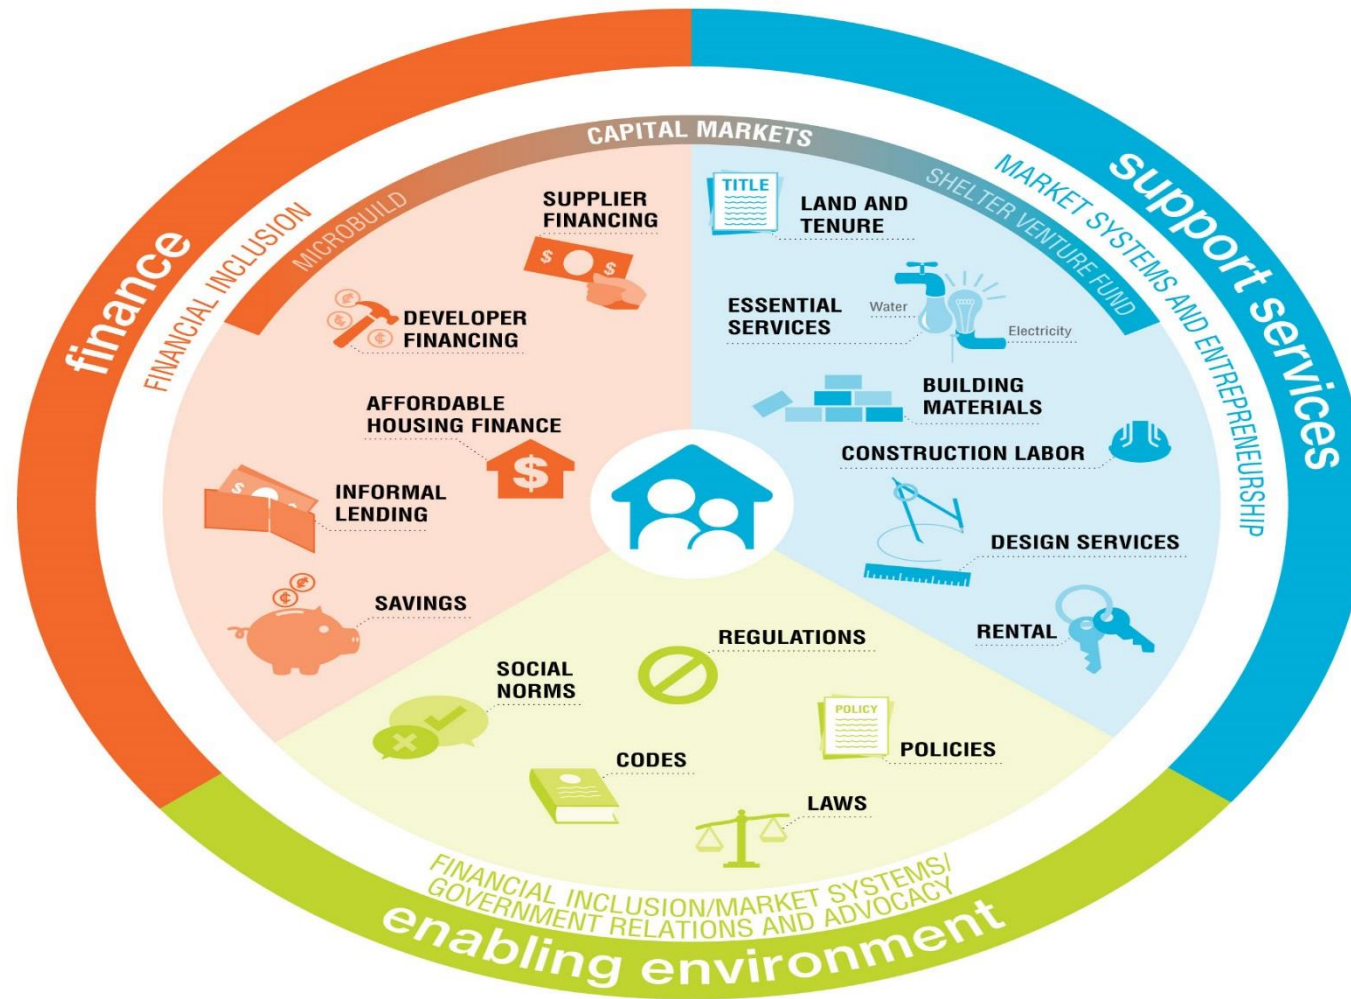 finance
FINANCIAL INCLUSION
MICROBUILD
CAPITAL MARKETS
SHELTER VENTURE FUND
MARKET SYSTEMS AND ENTREPRENEURSHIP
support services
SUPPLIER
FINANCING
$ $
DEVELOPER
FINANCING
¢
¢
¢
AFFORDABLE
HOUSING FINANCE
$
INFORMAL
LENDING
$
SAVINGS
¢ ¢
TITLE
LAND AND
TENURE
ESSENTIAL
SERVICES
Water
Electricity
BUILDING
MATERIALS
CONSTRUCTION LABOR
DESIGN SERVICES
RENTAL
REGULATIONS
SOCIAL
NORMS
POLICY
POLICIES
CODES
LAWS
FINANCIAL INCLUSION/MARKET SYSTEMS/
GOVERNMENT RELATIONS AND ADVOCACY
enabling environment